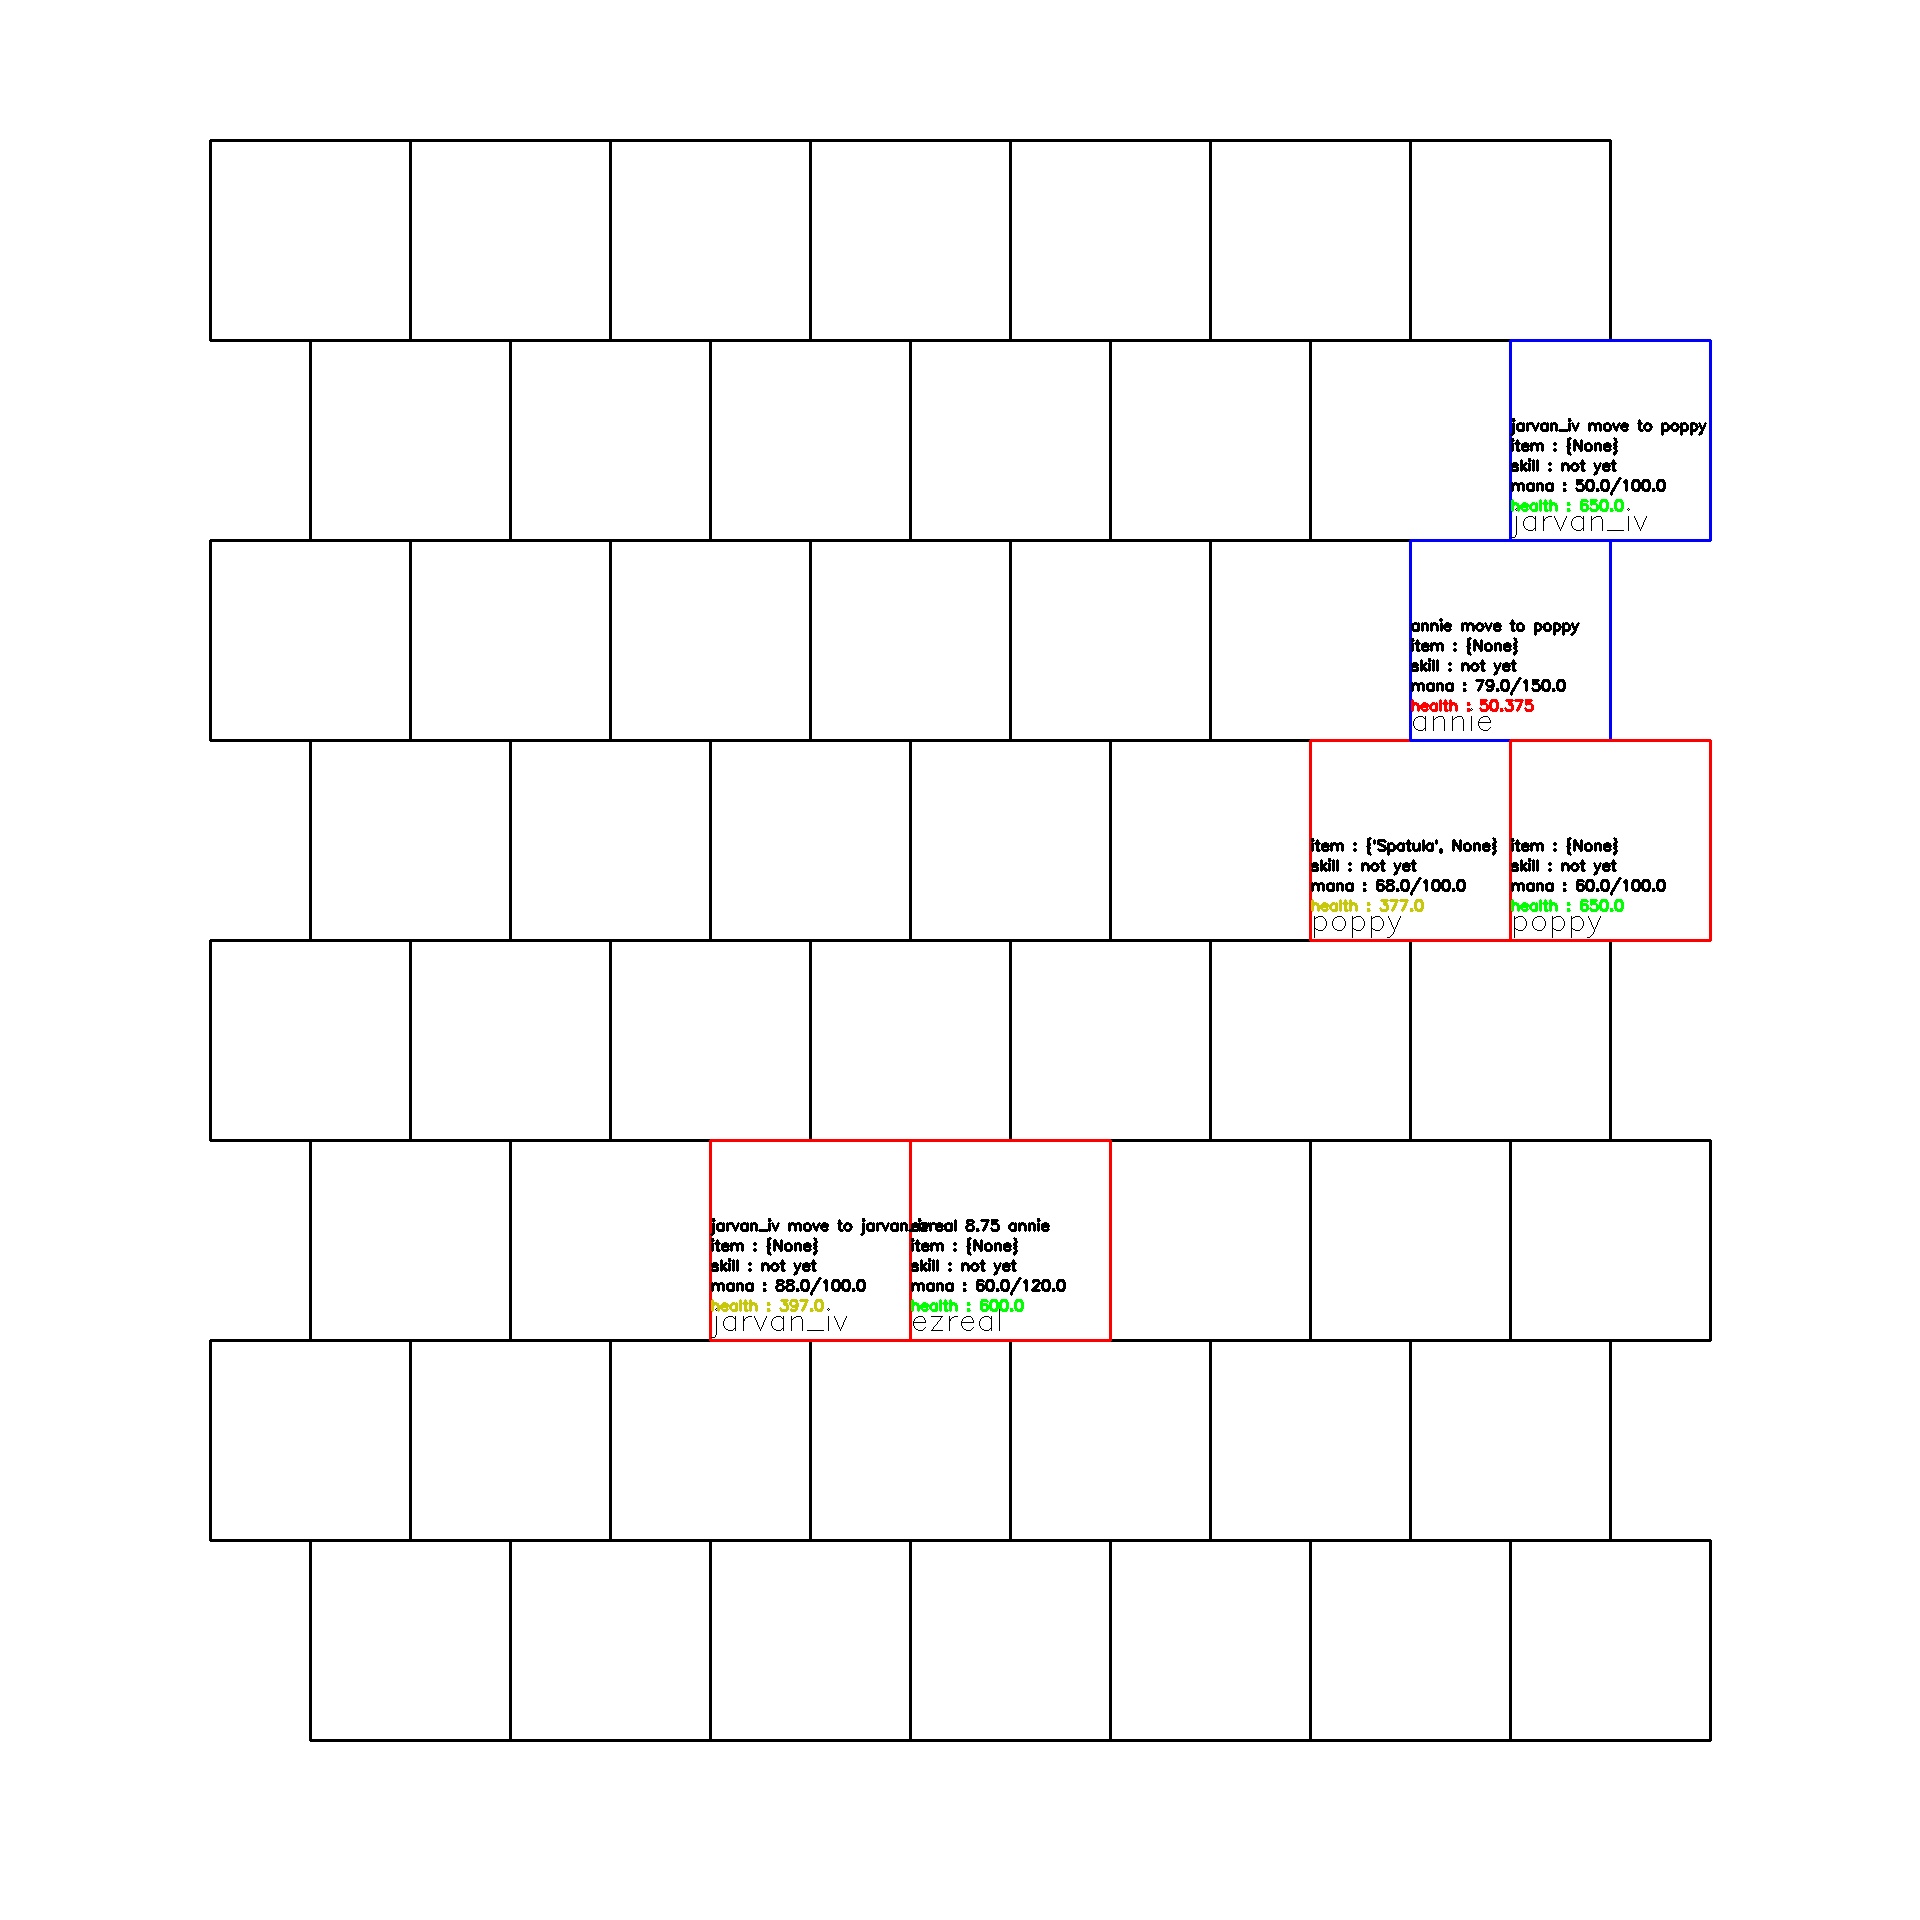 jarvan_iv move to poppy
item : {None}
skill : not yet
mana : 50.0/100.0
health : 650.0
jarvan_iv
annie move to poppy
item : {None}
skill : not yet
mana : 79.0/150.0
health : 50.375
annie
item : {'Spatula', None}
skill : not yet
mana : 68.0/100.0
health : 377.0
poppy
item : {None}
skill : not yet
mana : 60.0/100.0
health : 650.0
poppy
jarvan_iv move to jarvan_iv
item : {None}
skill : not yet
mana : 88.0/100.0
health : 397.0
jarvan_iv
ezreal 8.75 annie
item : {None}
skill : not yet
mana : 60.0/120.0
health : 600.0
ezreal